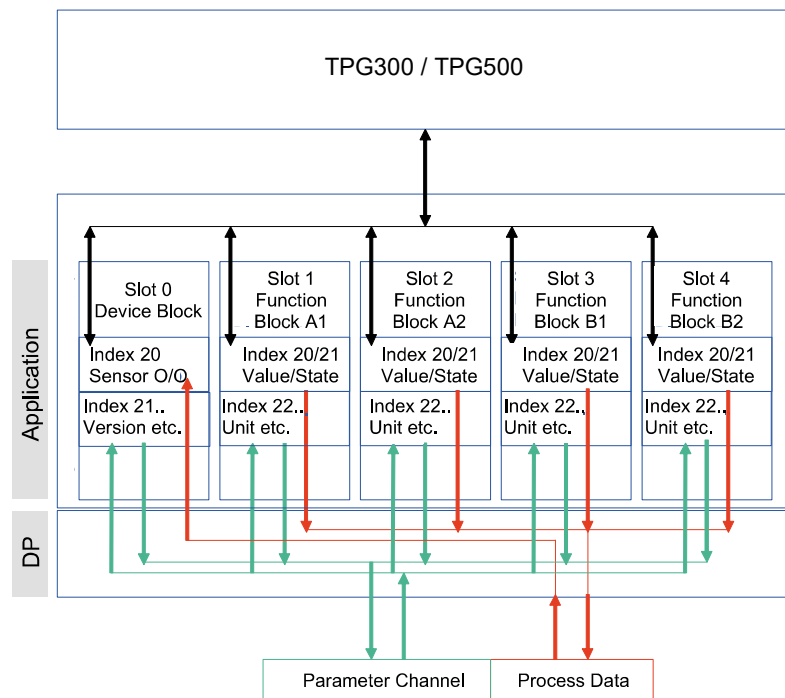 TPG300 / TPG500
Application
Slot 0
Device Block
Slot 1
Function
Block A1
Slot 2
Function
Block A2
Slot 3
Function
Block B1
Slot 4
Function
Block B2
Index 20
Sensor O/O
Index 20/21
Value/State
Index 20/21
Value/State
Index 20/21
Value/State
Index 20/21
Value/State
Index 21..
Version etc.
Index 22..
Unit etc.
Index 22..
Unit etc.
Index 22..
Unit etc.
Index 22..
Unit etc.
DP
Parameter Channel
Process Data